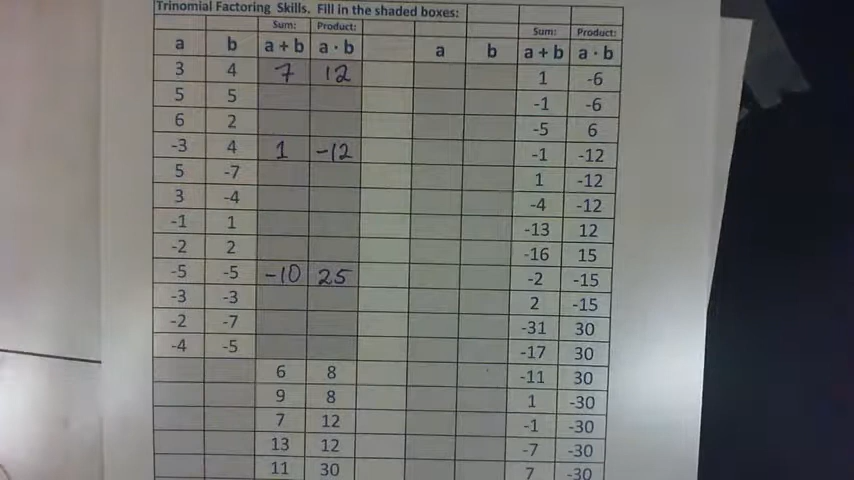 Trinomial Factoring Skills. Fill in the shaded boxes:
Sum: Product: Sum: Product:
a b a + b a · b a b a + b a · b
3 4 7 12 1 -6
5 5 -1 -6
6 2 -5 6
-3 4 1 -12 -1 -12
5 -7 1 -12
3 -4 -4 -12
-1 1 -13 12
-2 2 -16 15
-5 -5 -10 25 -2 -15
-3 -3 2 -15
-2 -7 -31 30
-4 -5 -17 30
6 8 -11 30
9 8 1 -30
7 12 -1 -30
13 12 -7 -30
11 30 7 -30